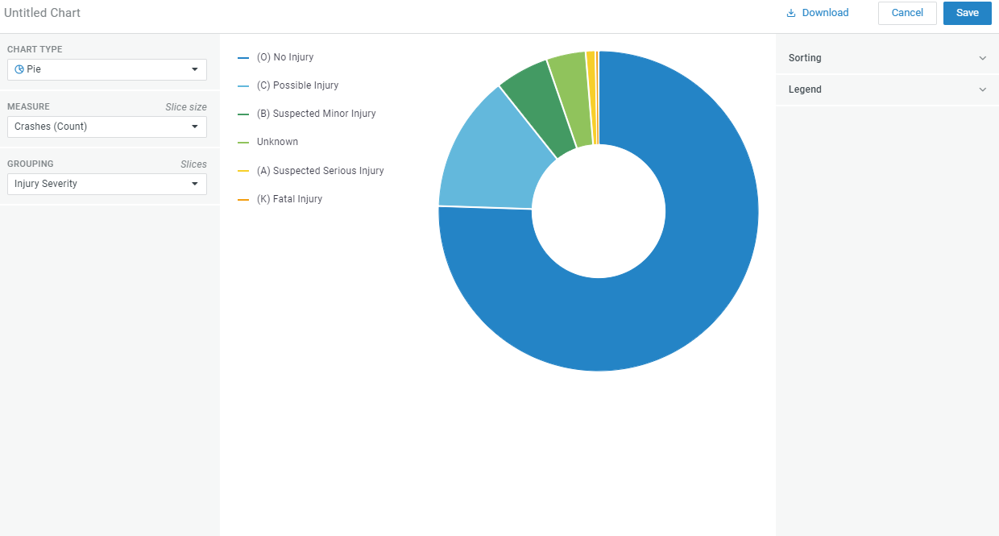 Untitled Chart
Download
Cancel
Save
CHART TYPE
Pie
MEASURE
Slice size
Crashes (Count)
GROUPING
Slices
Injury Severity
(O) No Injury
(C) Possible Injury
(B) Suspected Minor Injury
Unknown
(A) Suspected Serious Injury
(K) Fatal Injury
Sorting
Legend